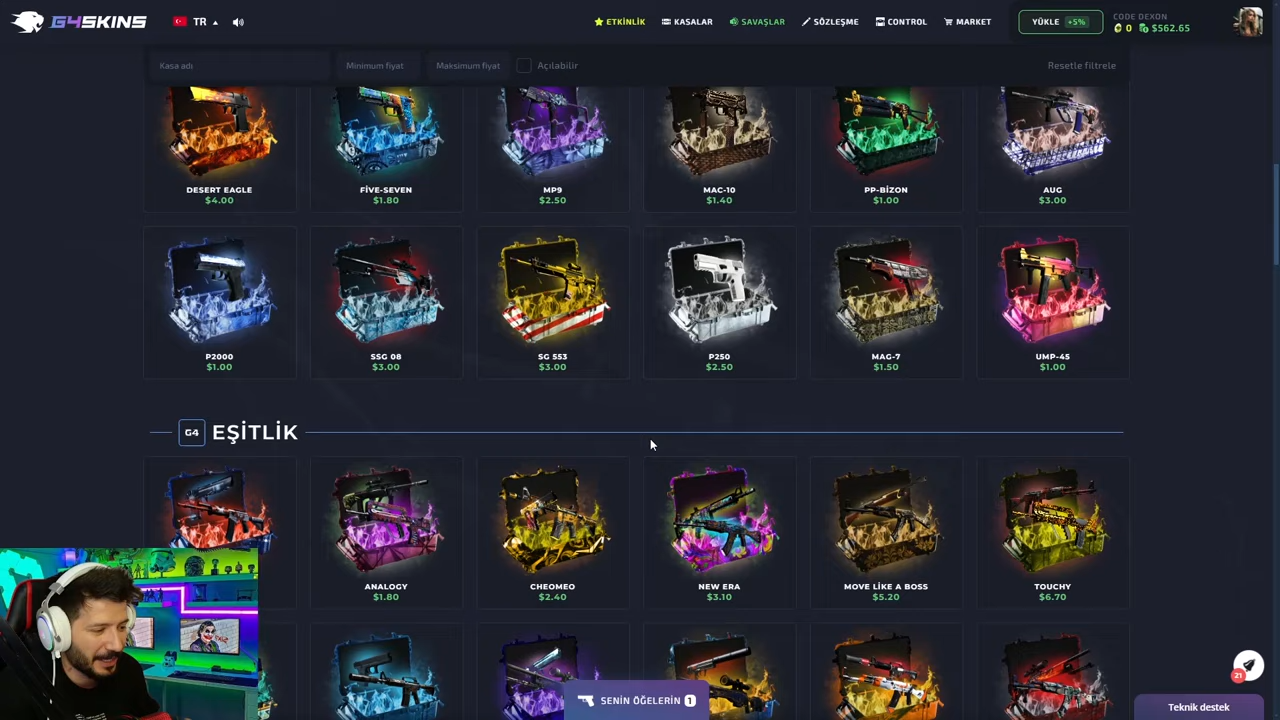 G4SKINS
TR
ETKİNLİK
KASALAR
SAVAŞLAR
SÖZLEŞME
CONTROL
MARKET
YÜKLE +5%
CODE DEXON
0 $562.65
Kasa adı
Minimum fiyat
Maksimum fiyat
Açılabilir
Resetle filtrele
DESERT EAGLE
$4.00
FİVE-SEVEN
$1.80
MP9
$2.50
MAC-10
$1.40
PP-BİZON
$1.00
AUG
$3.00
P2000
$1.00
SSG 08
$3.00
SG 553
$3.00
P250
$2.50
MAG-7
$1.50
UMP-45
$1.00
G4 EŞİTLİK
ANALOGY
$1.80
CHEOMEO
$2.40
NEW ERA
$3.10
MOVE LİKE A BOSS
$5.20
TOUCHY
$6.70
SENİN ÖĞELERİN 1
21
Teknik destek